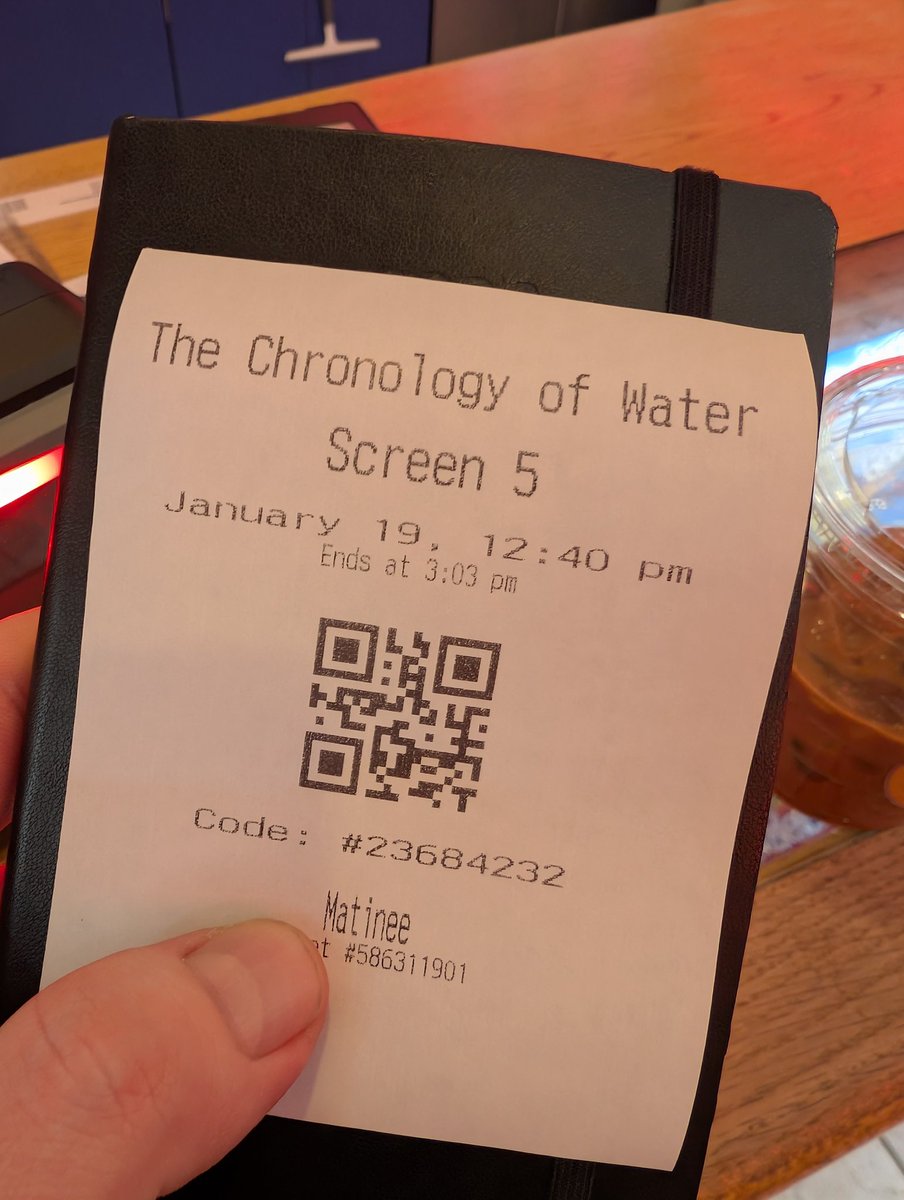 The Chronology of Water
Screen 5
January 19, 12:40 pm
Ends at 3:03 pm
Code: #23684232
Matinee
#586311901